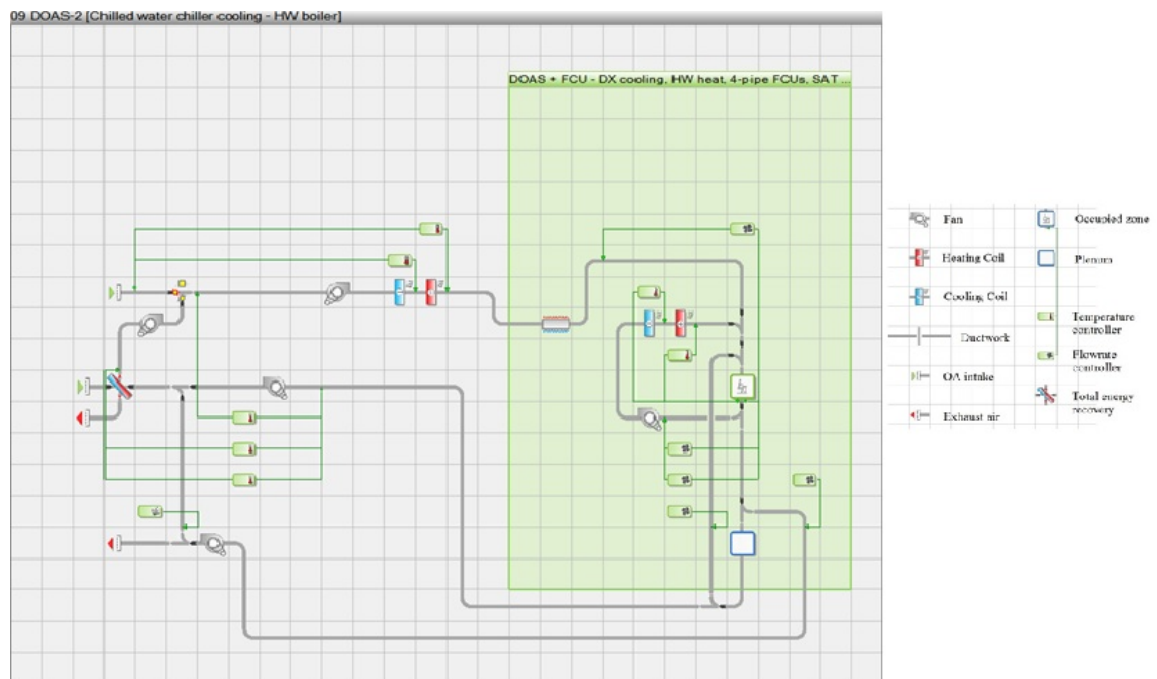 09 DOAS-2 [Chilled water chiller cooling - HW boiler]
DOAS + FCU - DX cooling, HW heat, 4-pipe FCUs, SAT ...
Fan
Occupied zone
Heating Coil
Plenum
Cooling Coil
Temperature
controller
Ductwork
Flowrate
controller
OA intake
Total energy
recovery
Exhaust air